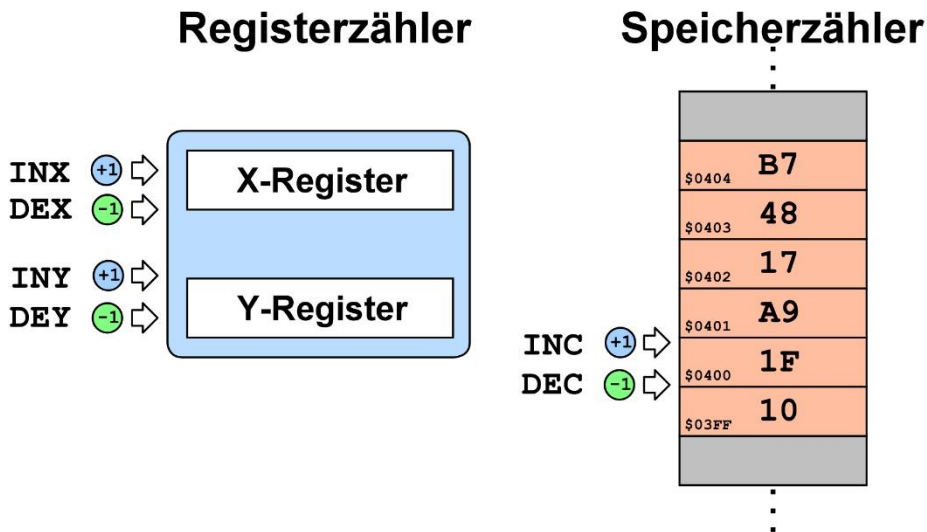 Registerzähler
Speicherzähler
INX +1
DEX -1
INY +1
DEY -1
X-Register
Y-Register
INC +1
DEC -1
$0404 B7
$0403 48
$0402 17
$0401 A9
$0400 1F
$03FF 10